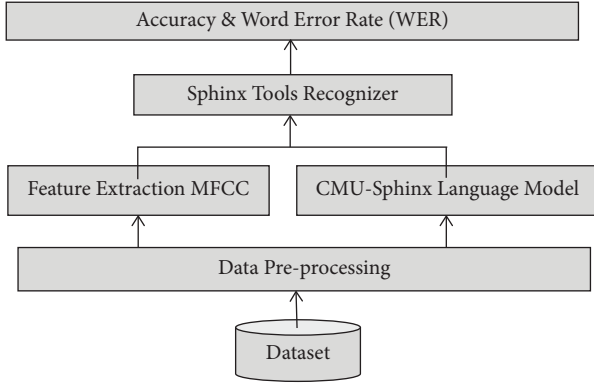 Accuracy & Word Error Rate (WER)
Sphinx Tools Recognizer
Feature Extraction MFCC
CMU-Sphinx Language Model
Data Pre-processing
Dataset